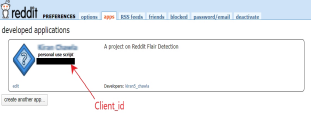 reddit PREFERENCES options apps RSS feeds friends blocked password/email deactivate
developed applications
A project on Reddit Flair Detection
personal use script
edit
Developers:
create another app...
Client_id